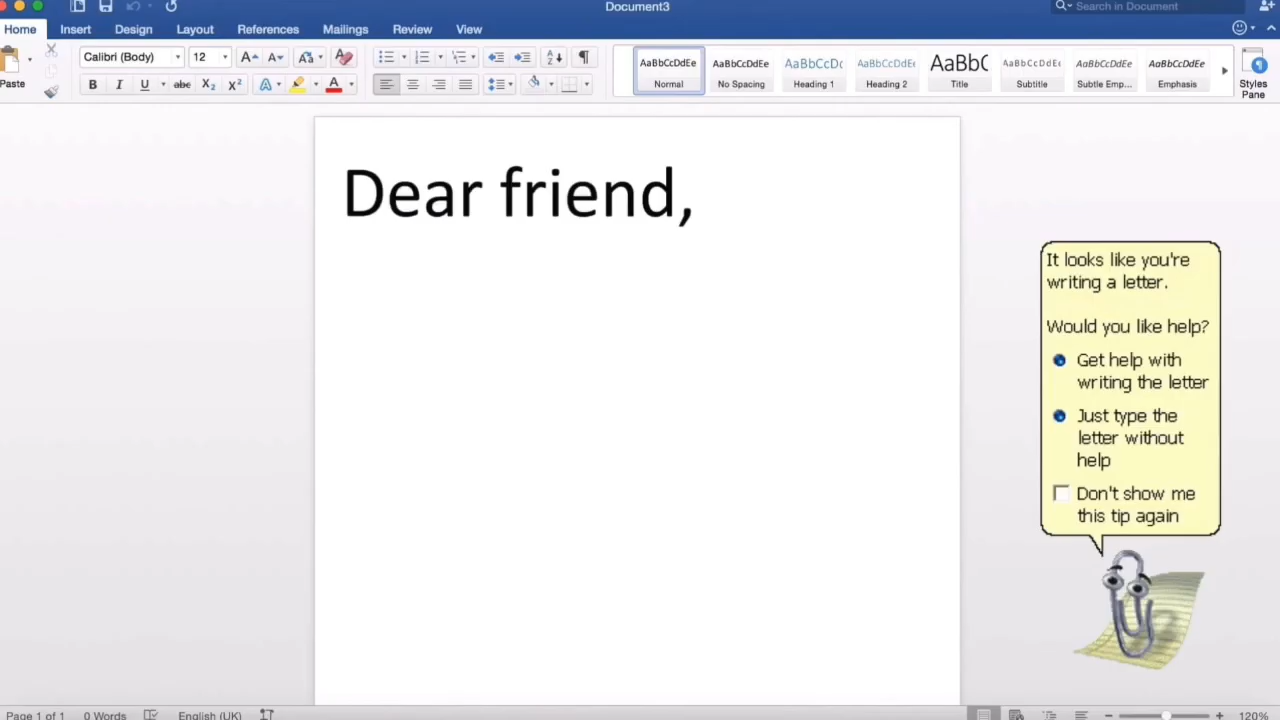 Document3
Search in Document
Home Insert Design Layout References Mailings Review View
Paste
Calibri (Body) 12
AaBbCcDdEe Normal
AaBbCcDdEe No Spacing
AaBbCcDc Heading 1
AaBbCcDdEe Heading 2
AaBbC Title
AaBbCcDdEe Subtitle
AaBbCcDdEe Subtle Emp...
AaBbCcDdEe Emphasis
Styles
Pane
Dear friend,
It looks like you're
writing a letter.
Would you like help?
Get help with
writing the letter
Just type the
letter without
help
Don't show me
this tip again
Page 1 of 1 0 Words English (UK) 120%